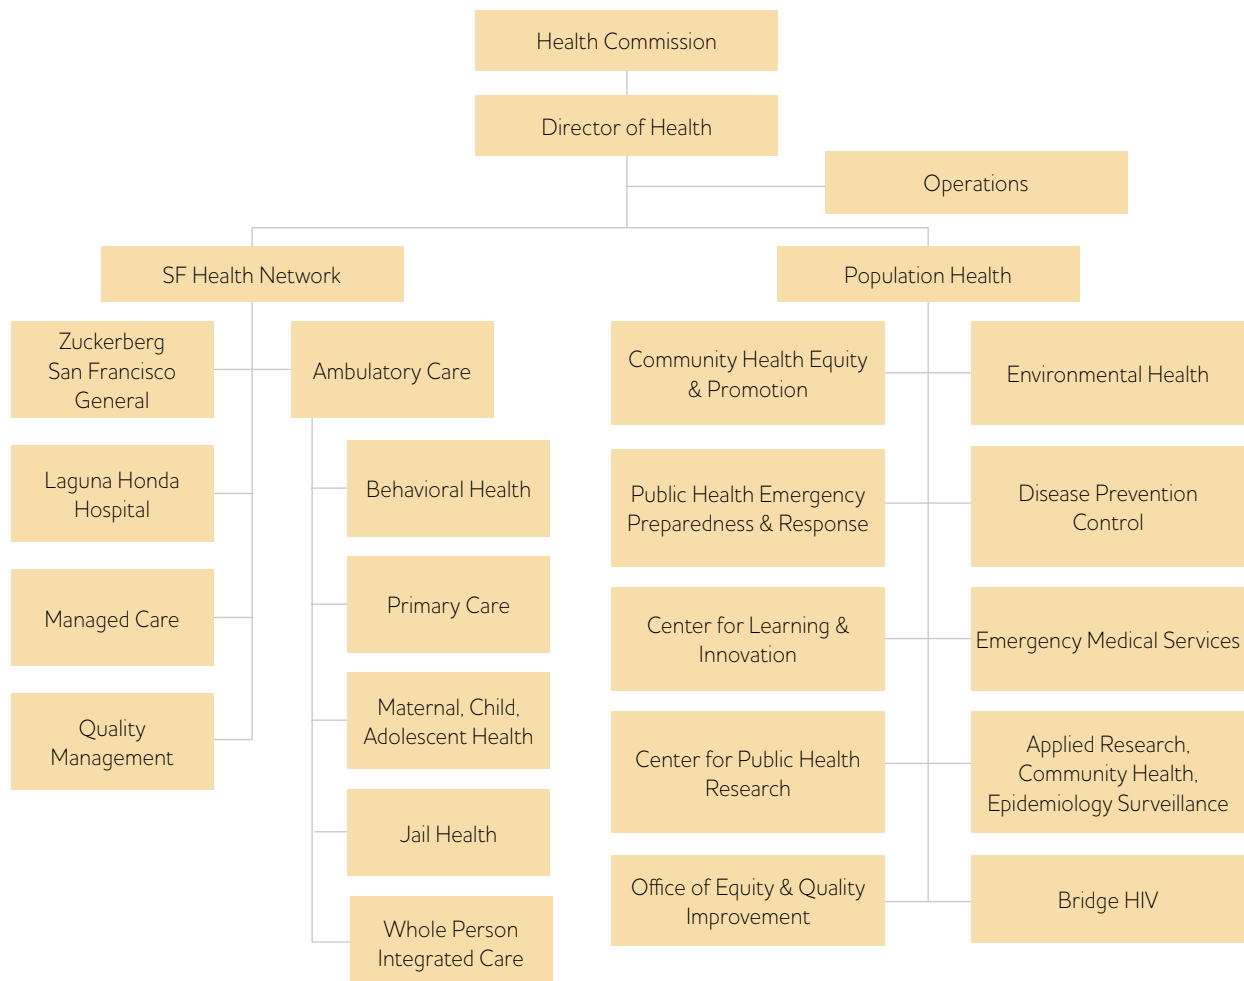 Health Commission
Director of Health
Operations
SF Health Network
Population Health
Zuckerberg
San Francisco
General
Ambulatory Care
Laguna Honda
Hospital
Managed Care
Quality
Management
Behavioral Health
Primary Care
Maternal, Child,
Adolescent Health
Jail Health
Whole Person
Integrated Care
Community Health Equity
& Promotion
Environmental Health
Public Health Emergency
Preparedness & Response
Disease Prevention
Control
Center for Learning &
Innovation
Emergency Medical Services
Center for Public Health
Research
Applied Research,
Community Health,
Epidemiology Surveillance
Office of Equity & Quality
Improvement
Bridge HIV